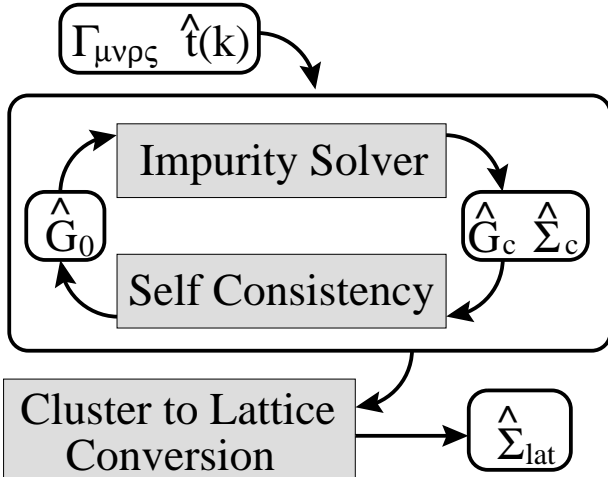 Γμνρς t̂(k)
Impurity Solver
Ĝ₀
Ĝc Σ̂c
Self Consistency
Cluster to Lattice
Conversion
Σ̂lat